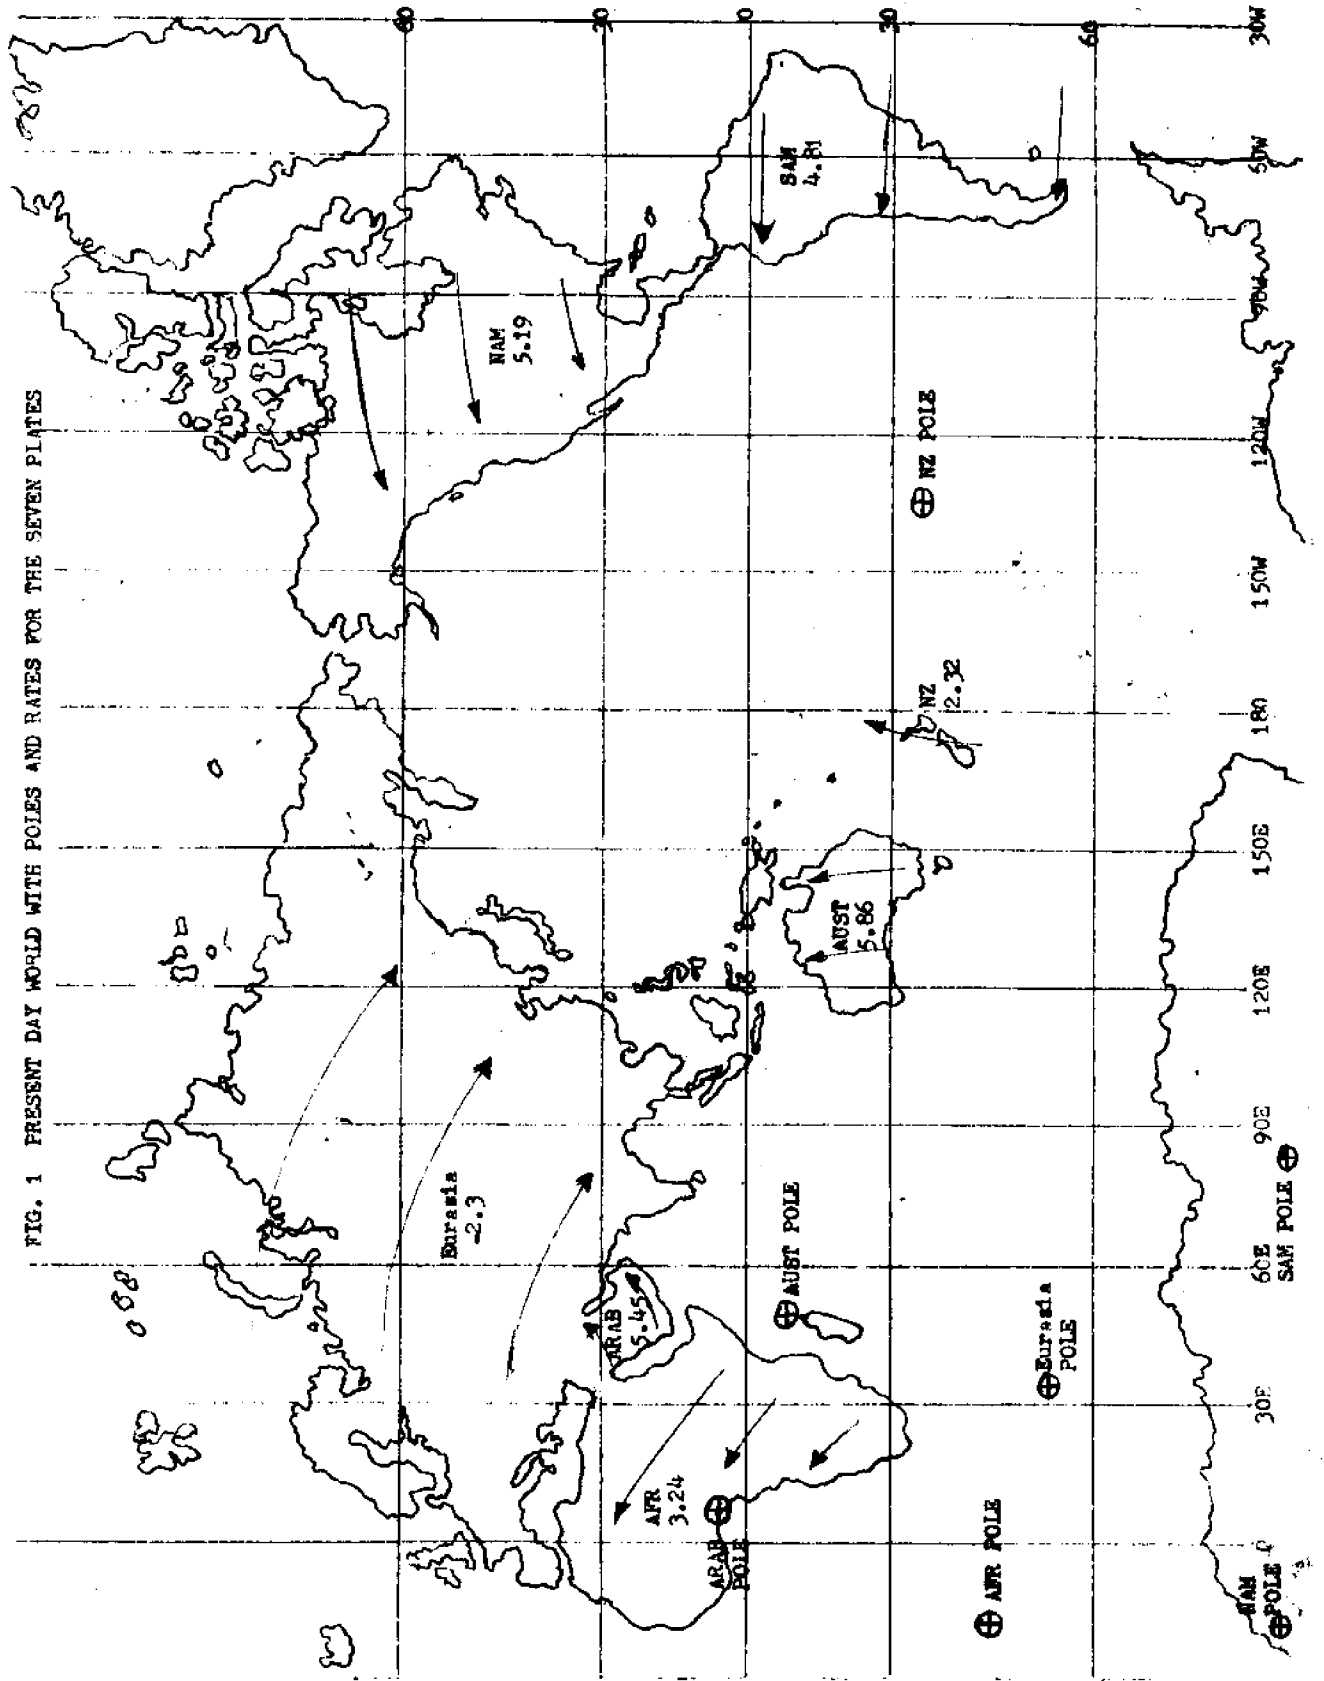 FIG. 1 PRESENT DAY WORLD WITH POLES AND RATES FOR THE SEVEN PLATES
60
30
0
30
60
NAM
5.19
SAM
4.81
Eurasia
-2.3
ARAB
5.45
AFR
3.24
AUST
5.86
NZ
2.32
ARAB
POLE
AFR POLE
AUST POLE
Eurasia
POLE
NZ POLE
SAM POLE
NAM
POLE
0
30E
60E
90E
120E
150E
180
150W
120W
90W
60W
30W